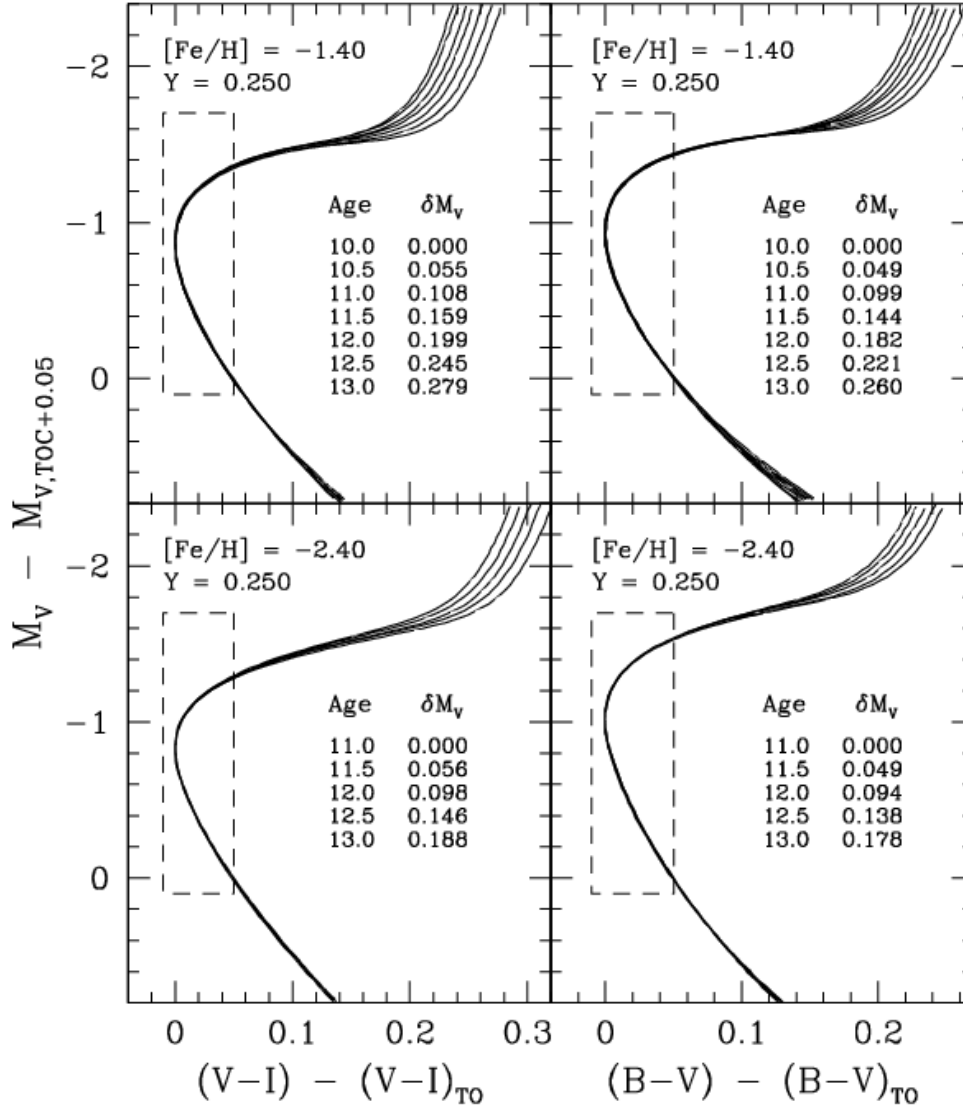 [Fe/H] = −1.40
Y = 0.250
Age δM_V
10.0 0.000
10.5 0.055
11.0 0.108
11.5 0.159
12.0 0.199
12.5 0.245
13.0 0.279
[Fe/H] = −1.40
Y = 0.250
Age δM_V
10.0 0.000
10.5 0.049
11.0 0.099
11.5 0.144
12.0 0.182
12.5 0.221
13.0 0.260
−2
−1
0
M_V − M_V,TOC+0.05
[Fe/H] = −2.40
Y = 0.250
Age δM_V
11.0 0.000
11.5 0.056
12.0 0.098
12.5 0.146
13.0 0.188
[Fe/H] = −2.40
Y = 0.250
Age δM_V
11.0 0.000
11.5 0.049
12.0 0.094
12.5 0.138
13.0 0.178
−2
−1
0
0 0.1 0.2 0.3
0 0.1 0.2
(V−I) − (V−I)_TO
(B−V) − (B−V)_TO